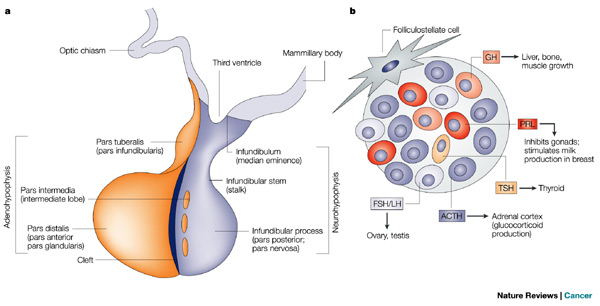 a
Optic chiasm
Third ventricle
Mammillary body
Pars tuberalis
(pars infundibularis)
Infundibulum
(median eminence)
Adenohypophysis
Pars intermedia
(intermediate lobe)
Infundibular stem
(stalk)
Neurohypophysis
Pars distalis
(pars anterior
pars glandularis)
Infundibular process
(pars posterior;
pars nervosa)
Cleft
b
Folliculostellate cell
GH
Liver, bone,
muscle growth
PRL
Inhibits gonads;
stimulates milk
production in breast
TSH
Thyroid
FSH/LH
Ovary, testis
ACTH
Adrenal cortex
(glucocorticoid
production)
Nature Reviews | Cancer